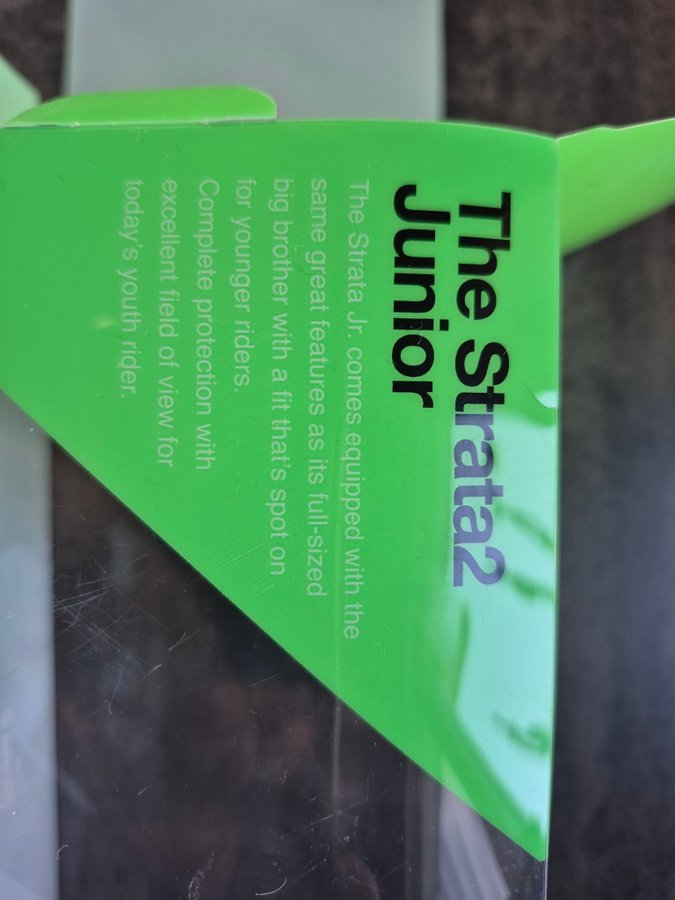 The Strata2
Junior
The Strata Jr. comes equipped with the
same great features as its full-sized
big brother with a fit that's spot on
for younger riders.
Complete protection with
excellent field of view for
today's youth rider.